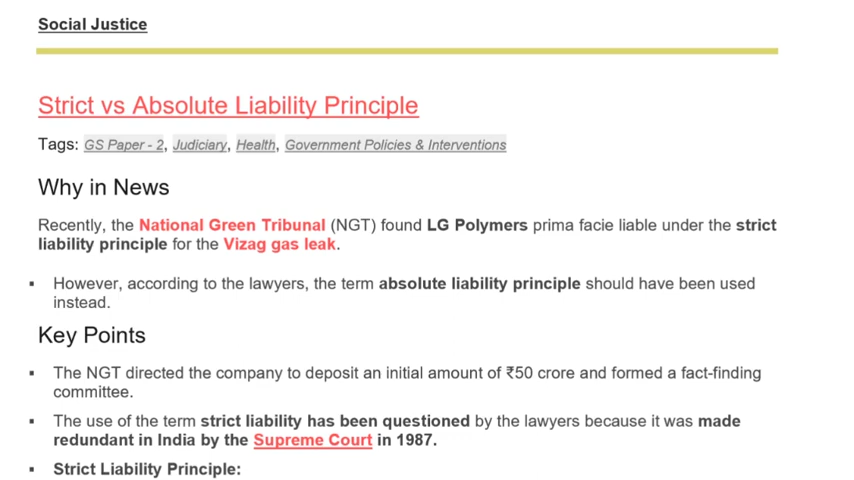 Social Justice
Strict vs Absolute Liability Principle
Tags: GS Paper - 2, Judiciary, Health, Government Policies & Interventions
Why in News
Recently, the National Green Tribunal (NGT) found LG Polymers prima facie liable under the strict
liability principle for the Vizag gas leak.
▪ However, according to the lawyers, the term absolute liability principle should have been used
instead.
Key Points
▪ The NGT directed the company to deposit an initial amount of ₹50 crore and formed a fact-finding
committee.
▪ The use of the term strict liability has been questioned by the lawyers because it was made
redundant in India by the Supreme Court in 1987.
▪ Strict Liability Principle: